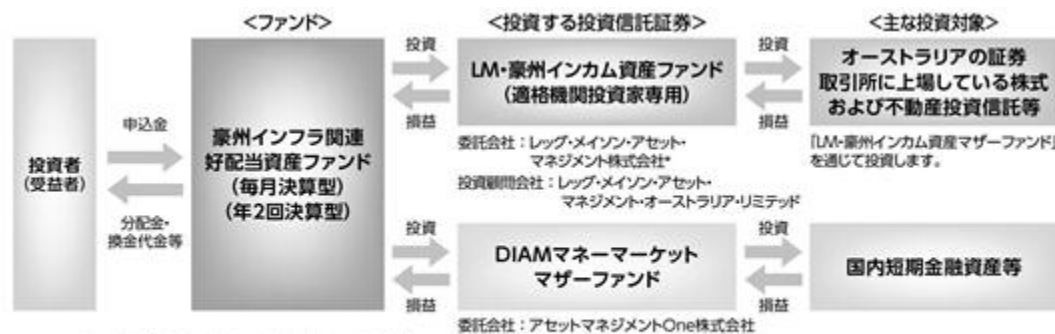 <ファンド>
<投資する投資信託証券>
<主な投資対象>
投資者
(受益者)
申込金
分配金・
換金代金等
豪州インフラ関連
好配当資産ファンド
(毎月決算型)
(年2回決算型)
投資
損益
LM・豪州インカム資産ファンド
(適格機関投資家専用)
投資
損益
オーストラリアの証券
取引所に上場している株式
および不動産投資信託等
委託会社:レッグ・メイソン・アセット・
マネジメント株式会社*
投資顧問会社:レッグ・メイソン・アセット・
マネジメント・オーストラリア・リミテッド
「LM・豪州インカム資産マザーファンド」
を通じて投資します。
投資
損益
DIAMマネーマーケット
マザーファンド
投資
損益
国内短期金融資産等
委託会社:アセットマネジメントOne株式会社